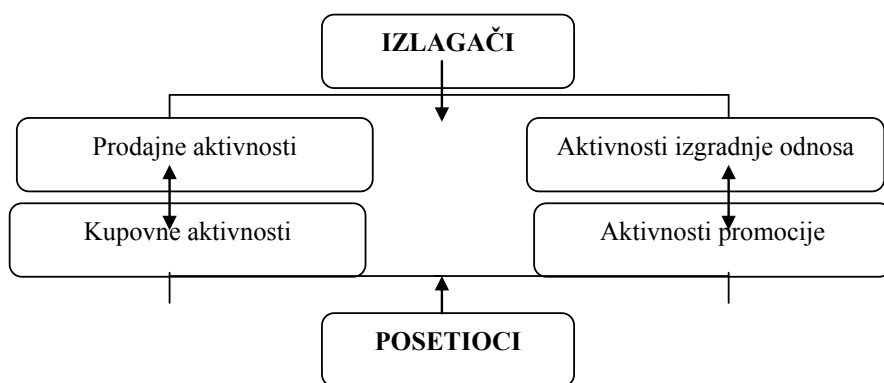 IZLAGAČI
Prodajne aktivnosti
Aktivnosti izgradnje odnosa
Kupovne aktivnosti
Aktivnosti promocije
POSETIOCI